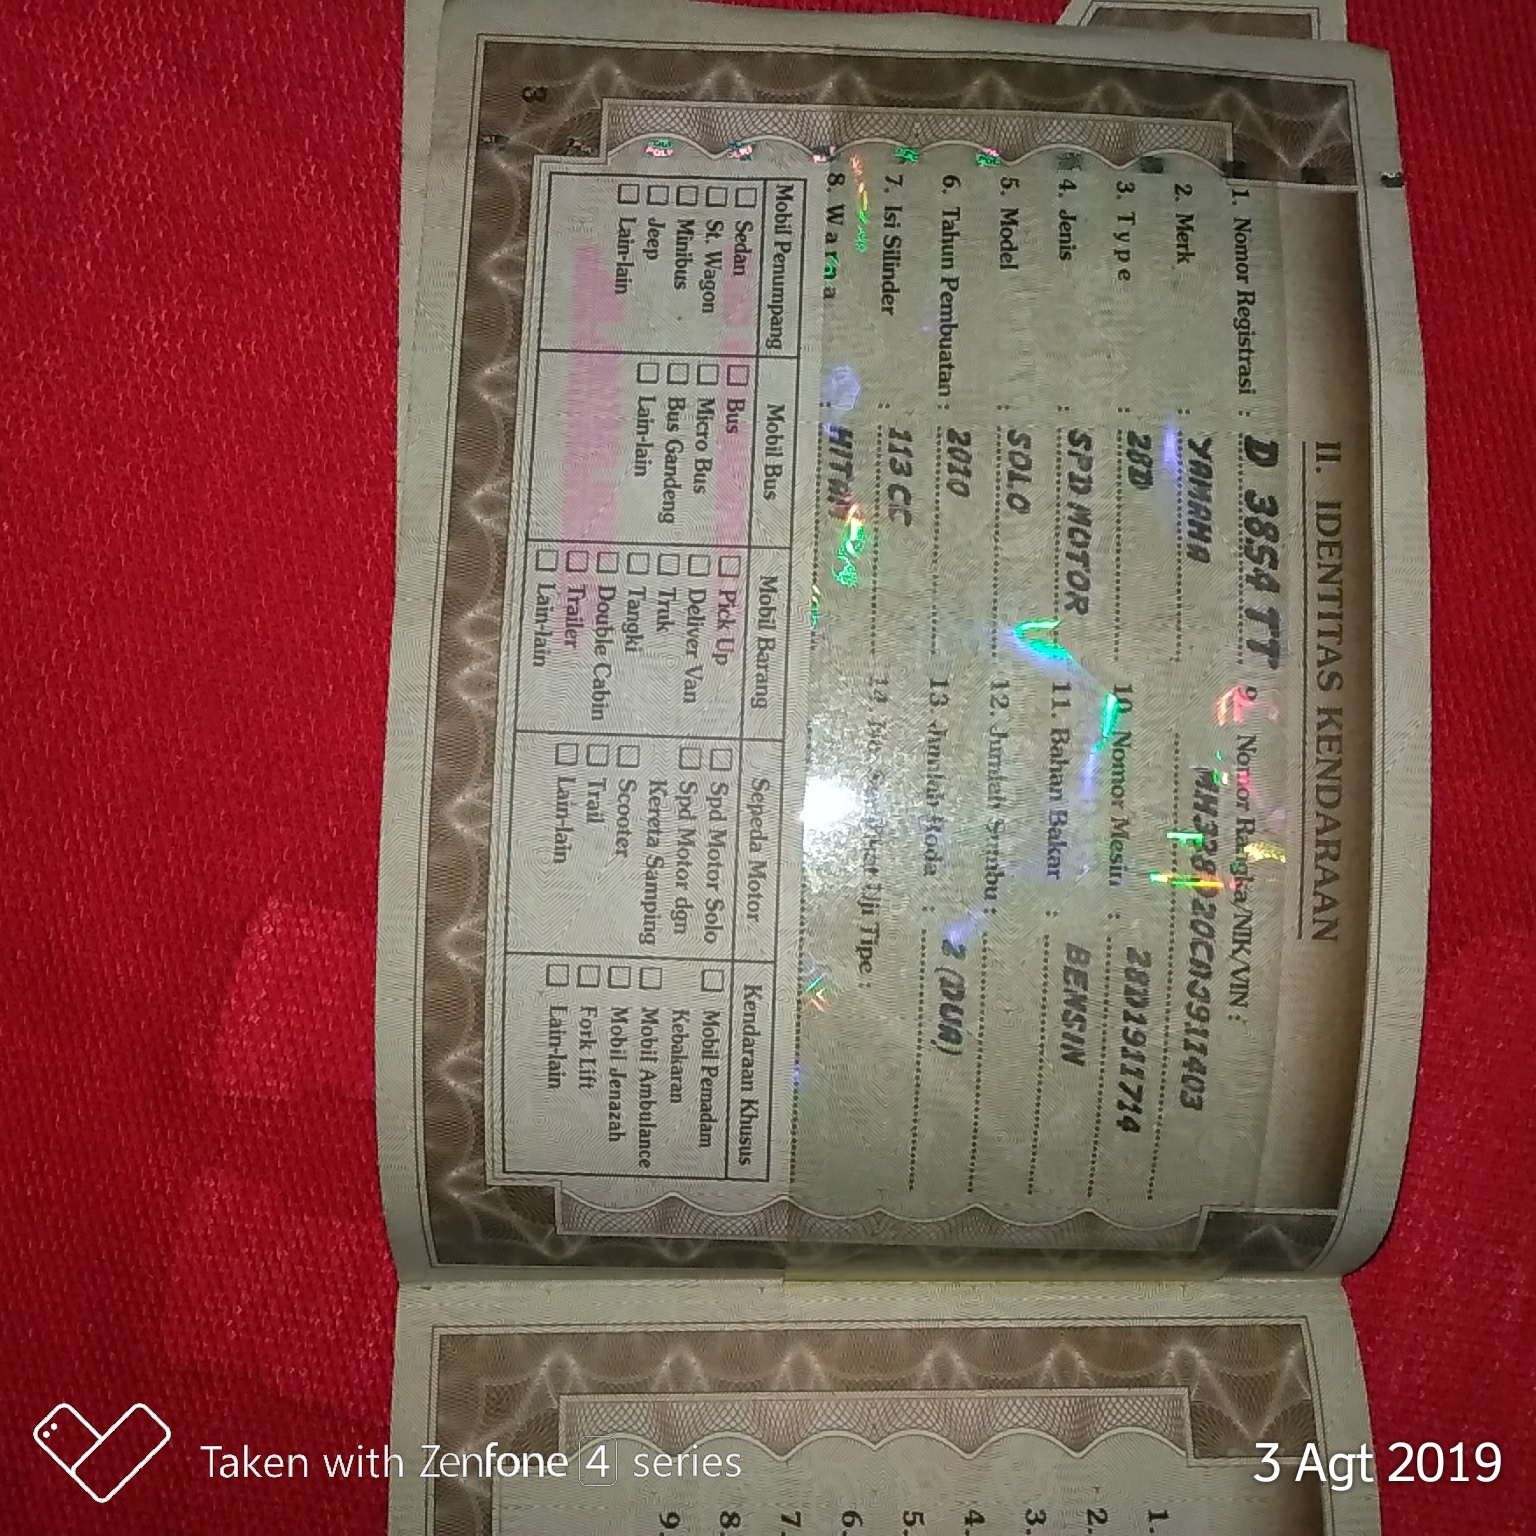 II. IDENTITAS KENDARAAN
1. Nomor Registrasi : D 3854 TT
2. Merk : YAMAHA
3. Type : 28D
4. Jenis : SPD MOTOR
5. Model : SOLO
6. Tahun Pembuatan : 2010
7. Isi Silinder : 113 CC
8. Warna : HITAM
9. Nomor Rangka/NIK/VIN :
10. Nomor Mesin : 28D1911714
11. Bahan Bakar : BENSIN
12. Jumlah Sumbu :
13. Jumlah Roda : 2 (DUA)
14. No. Uji Tipe :
Mobil Penumpang
Sedan
St. Wagon
Minibus
Jeep
Lain-lain
Mobil Bus
Bus
Micro Bus
Bus Gandeng
Lain-lain
Mobil Barang
Pick Up
Deliver Van
Truk
Tangki
Double Cabin
Trailer
Lain-lain
Sepeda Motor
Spd Motor Solo
Spd Motor dgn
Kereta Samping
Scooter
Trail
Lain-lain
Kendaraan Khusus
Mobil Pemadam
Kebakaran
Mobil Ambulance
Mobil Jenazah
Fork Lift
Lain-lain
3
1.
2.
3.
4.
5.
6.
7.
8.
9.
Taken with Zenfone 4 series
3 Agt 2019